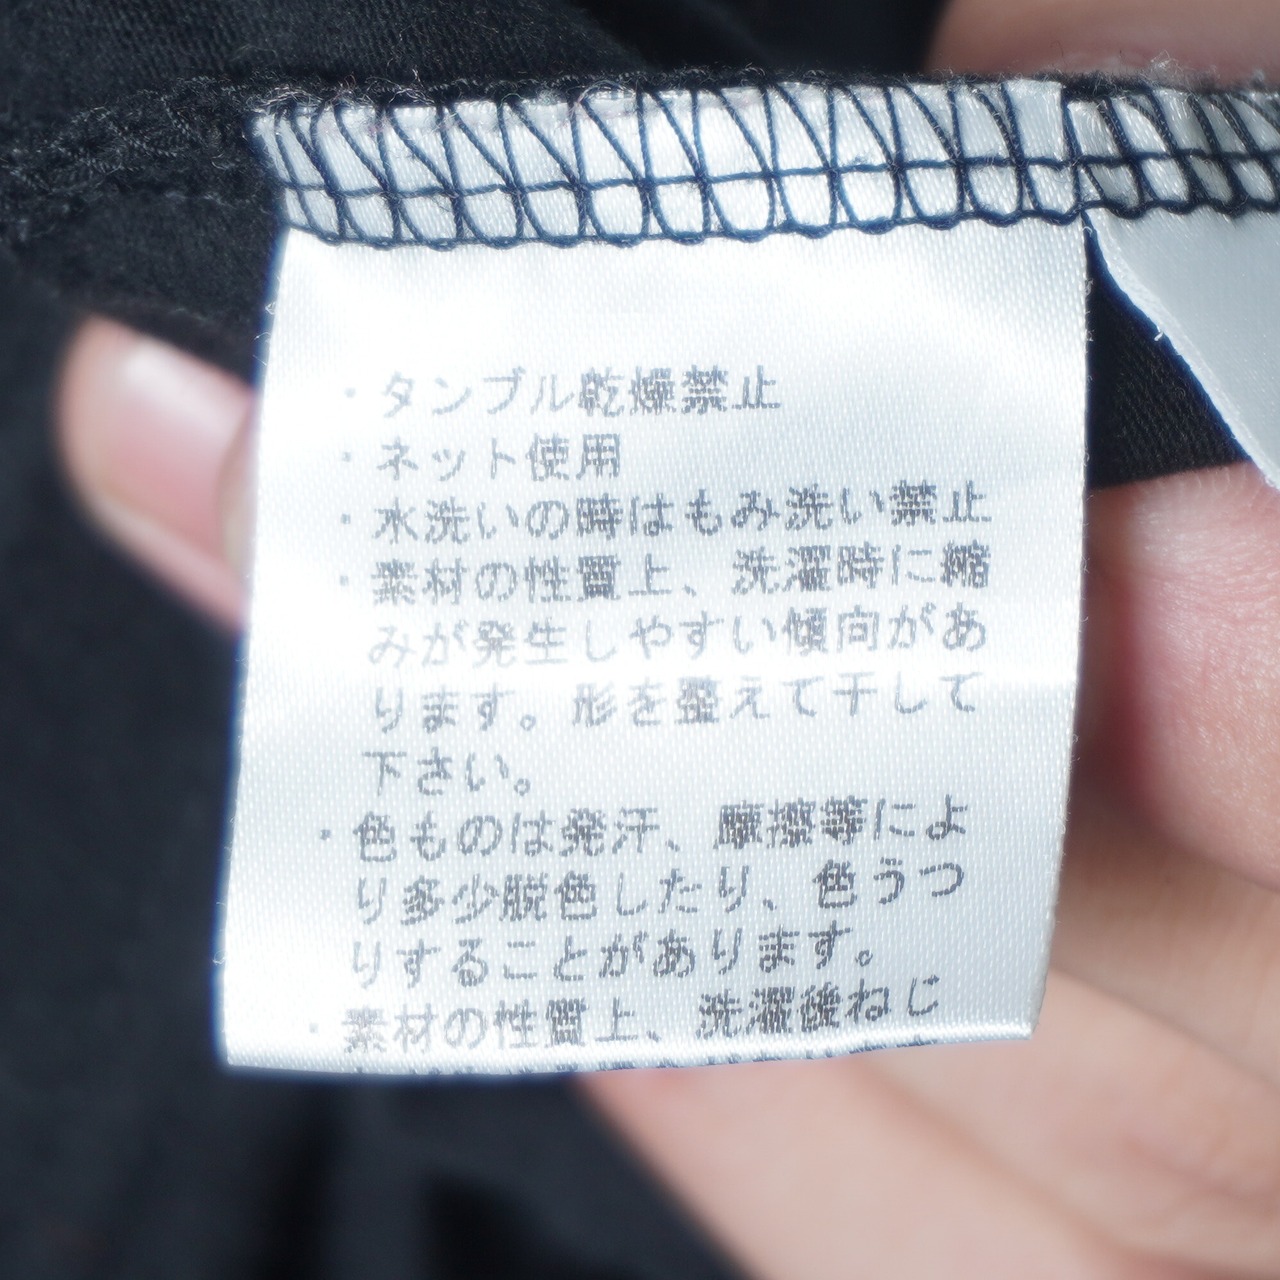 ・タンブル乾燥禁止
・ネット使用
・水洗いの時はもみ洗い禁止
・素材の性質上、洗濯時に縮
みが発生しやすい傾向があ
ります。形を整えて干して
下さい。
・色ものは発汗、摩擦等によ
り多少脱色したり、色うつ
りすることがあります。
・素材の性質上、洗濯後ねじ